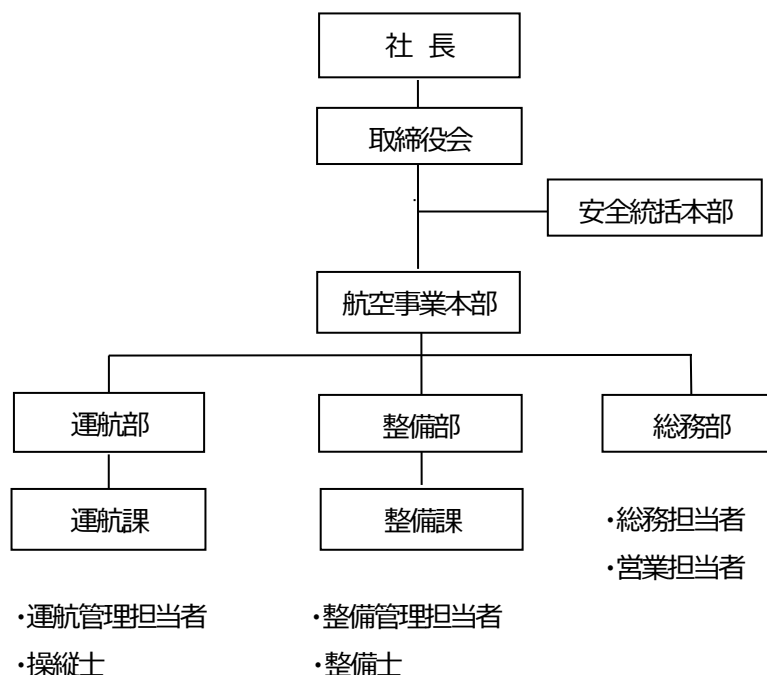 社 長
取締役会
安全統括本部
航空事業本部
運航部
整備部
総務部
運航課
整備課
・総務担当者
・営業担当者
・運航管理担当者
・操縦士
・整備管理担当者
・整備士